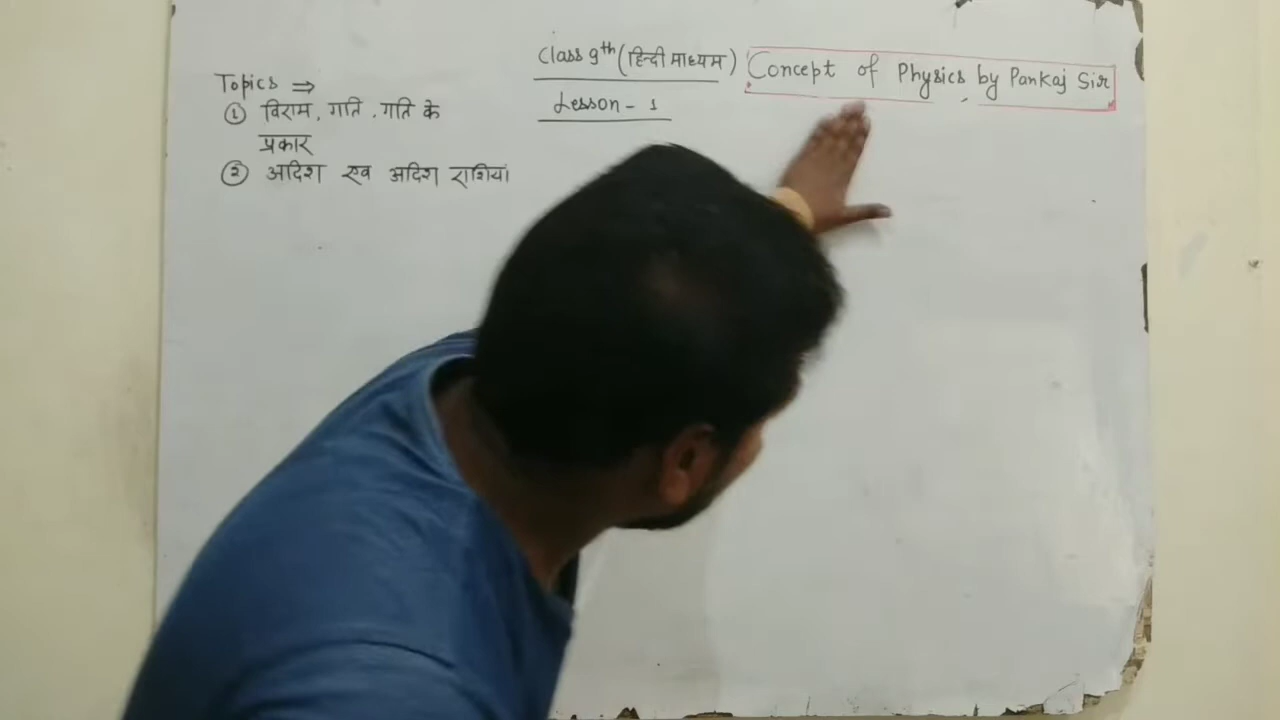 Class 9th (हिन्दी माध्यम) Concept of Physics by Pankaj Sir
Lesson - 1
Topics ⇒
① विराम, गति, गति के
प्रकार
② आदिश एव अदिश राशियां